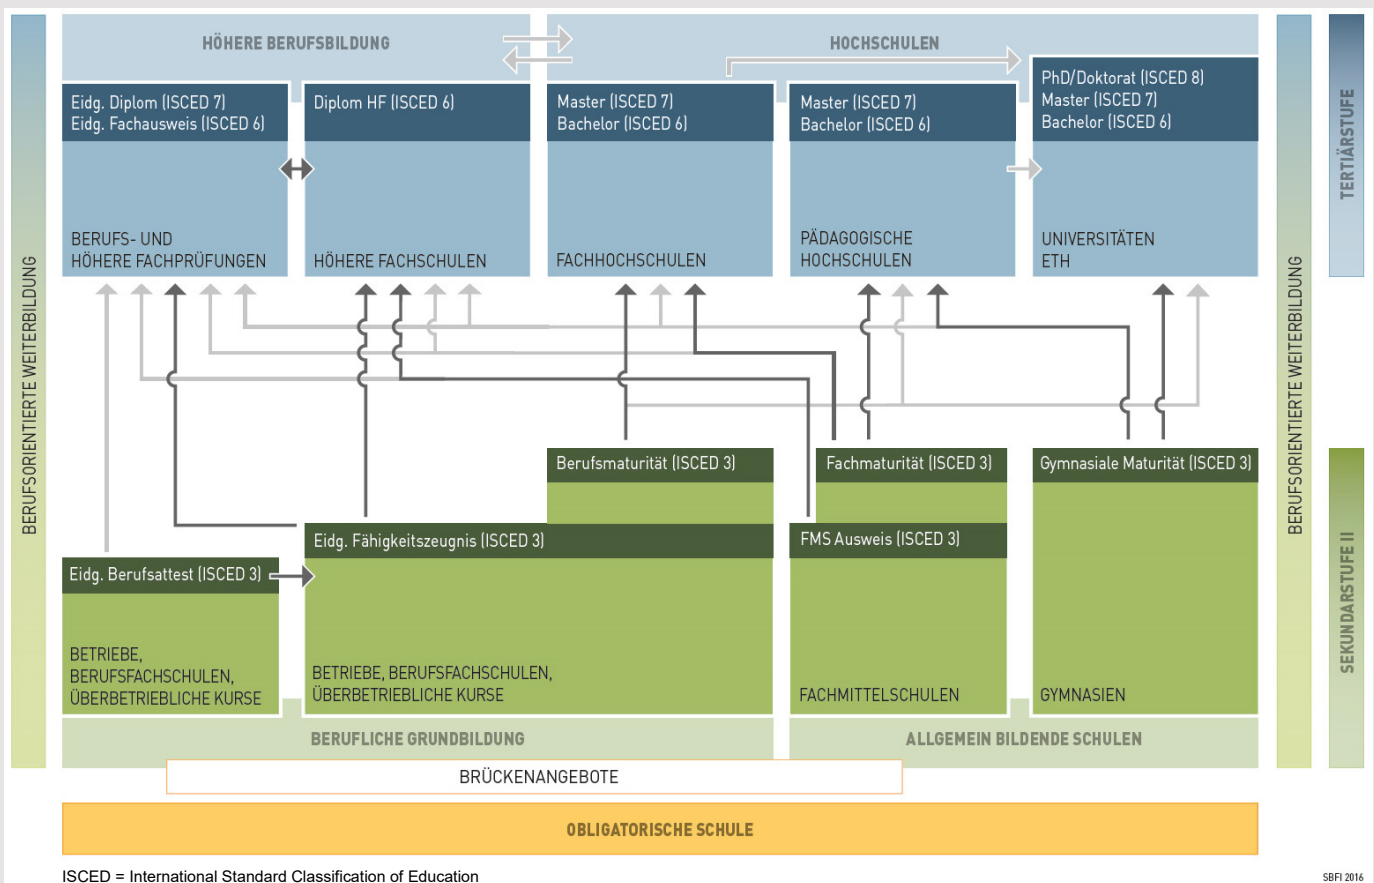 HÖHERE BERUFSBILDUNG
HOCHSCHULEN
Eidg. Diplom (ISCED 7)
Eidg. Fachausweis (ISCED 6)
BERUFS- UND
HÖHERE FACHPRÜFUNGEN
Diplom HF (ISCED 6)
HÖHERE FACHSCHULEN
Master (ISCED 7)
Bachelor (ISCED 6)
FACHHOCHSCHULEN
Master (ISCED 7)
Bachelor (ISCED 6)
PÄDAGOGISCHE
HOCHSCHULEN
PhD/Doktorat (ISCED 8)
Master (ISCED 7)
Bachelor (ISCED 6)
UNIVERSITÄTEN
ETH
TERTIÄRSTUFE
BERUFSORIENTIERTE WEITERBILDUNG
BERUFSORIENTIERTE WEITERBILDUNG
Berufsmaturität (ISCED 3)
Fachmaturität (ISCED 3)
Gymnasiale Maturität (ISCED 3)
Eidg. Fähigkeitszeugnis (ISCED 3)
FMS Ausweis (ISCED 3)
Eidg. Berufsattest (ISCED 3)
BETRIEBE,
BERUFSFACHSCHULEN,
ÜBERBETRIEBLICHE KURSE
BETRIEBE, BERUFSFACHSCHULEN,
ÜBERBETRIEBLICHE KURSE
FACHMITTELSCHULEN
GYMNASIEN
SEKUNDARSTUFE II
BERUFLICHE GRUNDBILDUNG
ALLGEMEIN BILDENDE SCHULEN
BRÜCKENANGEBOTE
OBLIGATORISCHE SCHULE
ISCED = International Standard Classification of Education
SBFI 2016